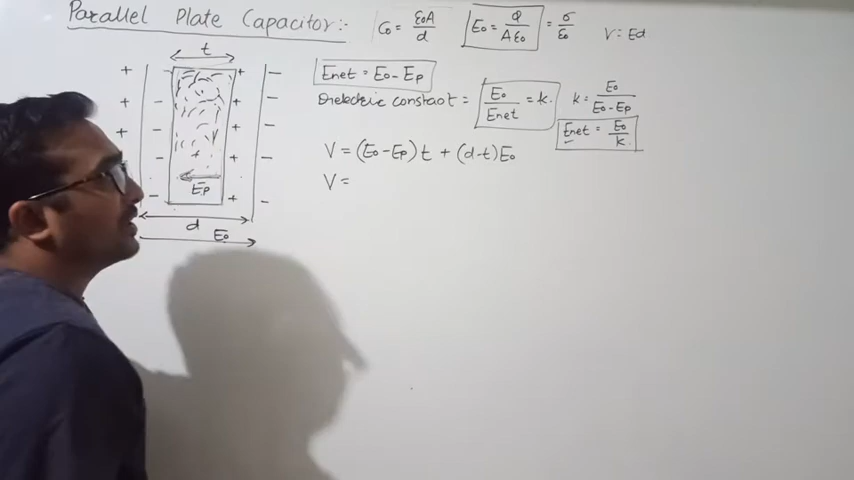 Parallel Plate Capacitor:- C₀ = ε₀A/d E₀ = Q/Aε₀ = σ/ε₀ V = Ed
t
Enet = E₀ - Ep
Dielectric constant = E₀/Enet = k. k = E₀/(E₀-Ep)
Enet = E₀/k.
V = (E₀-Ep)t + (d-t)E₀
V =
+ + + + + + + +
- - - - - - - -
Ep
d
E₀